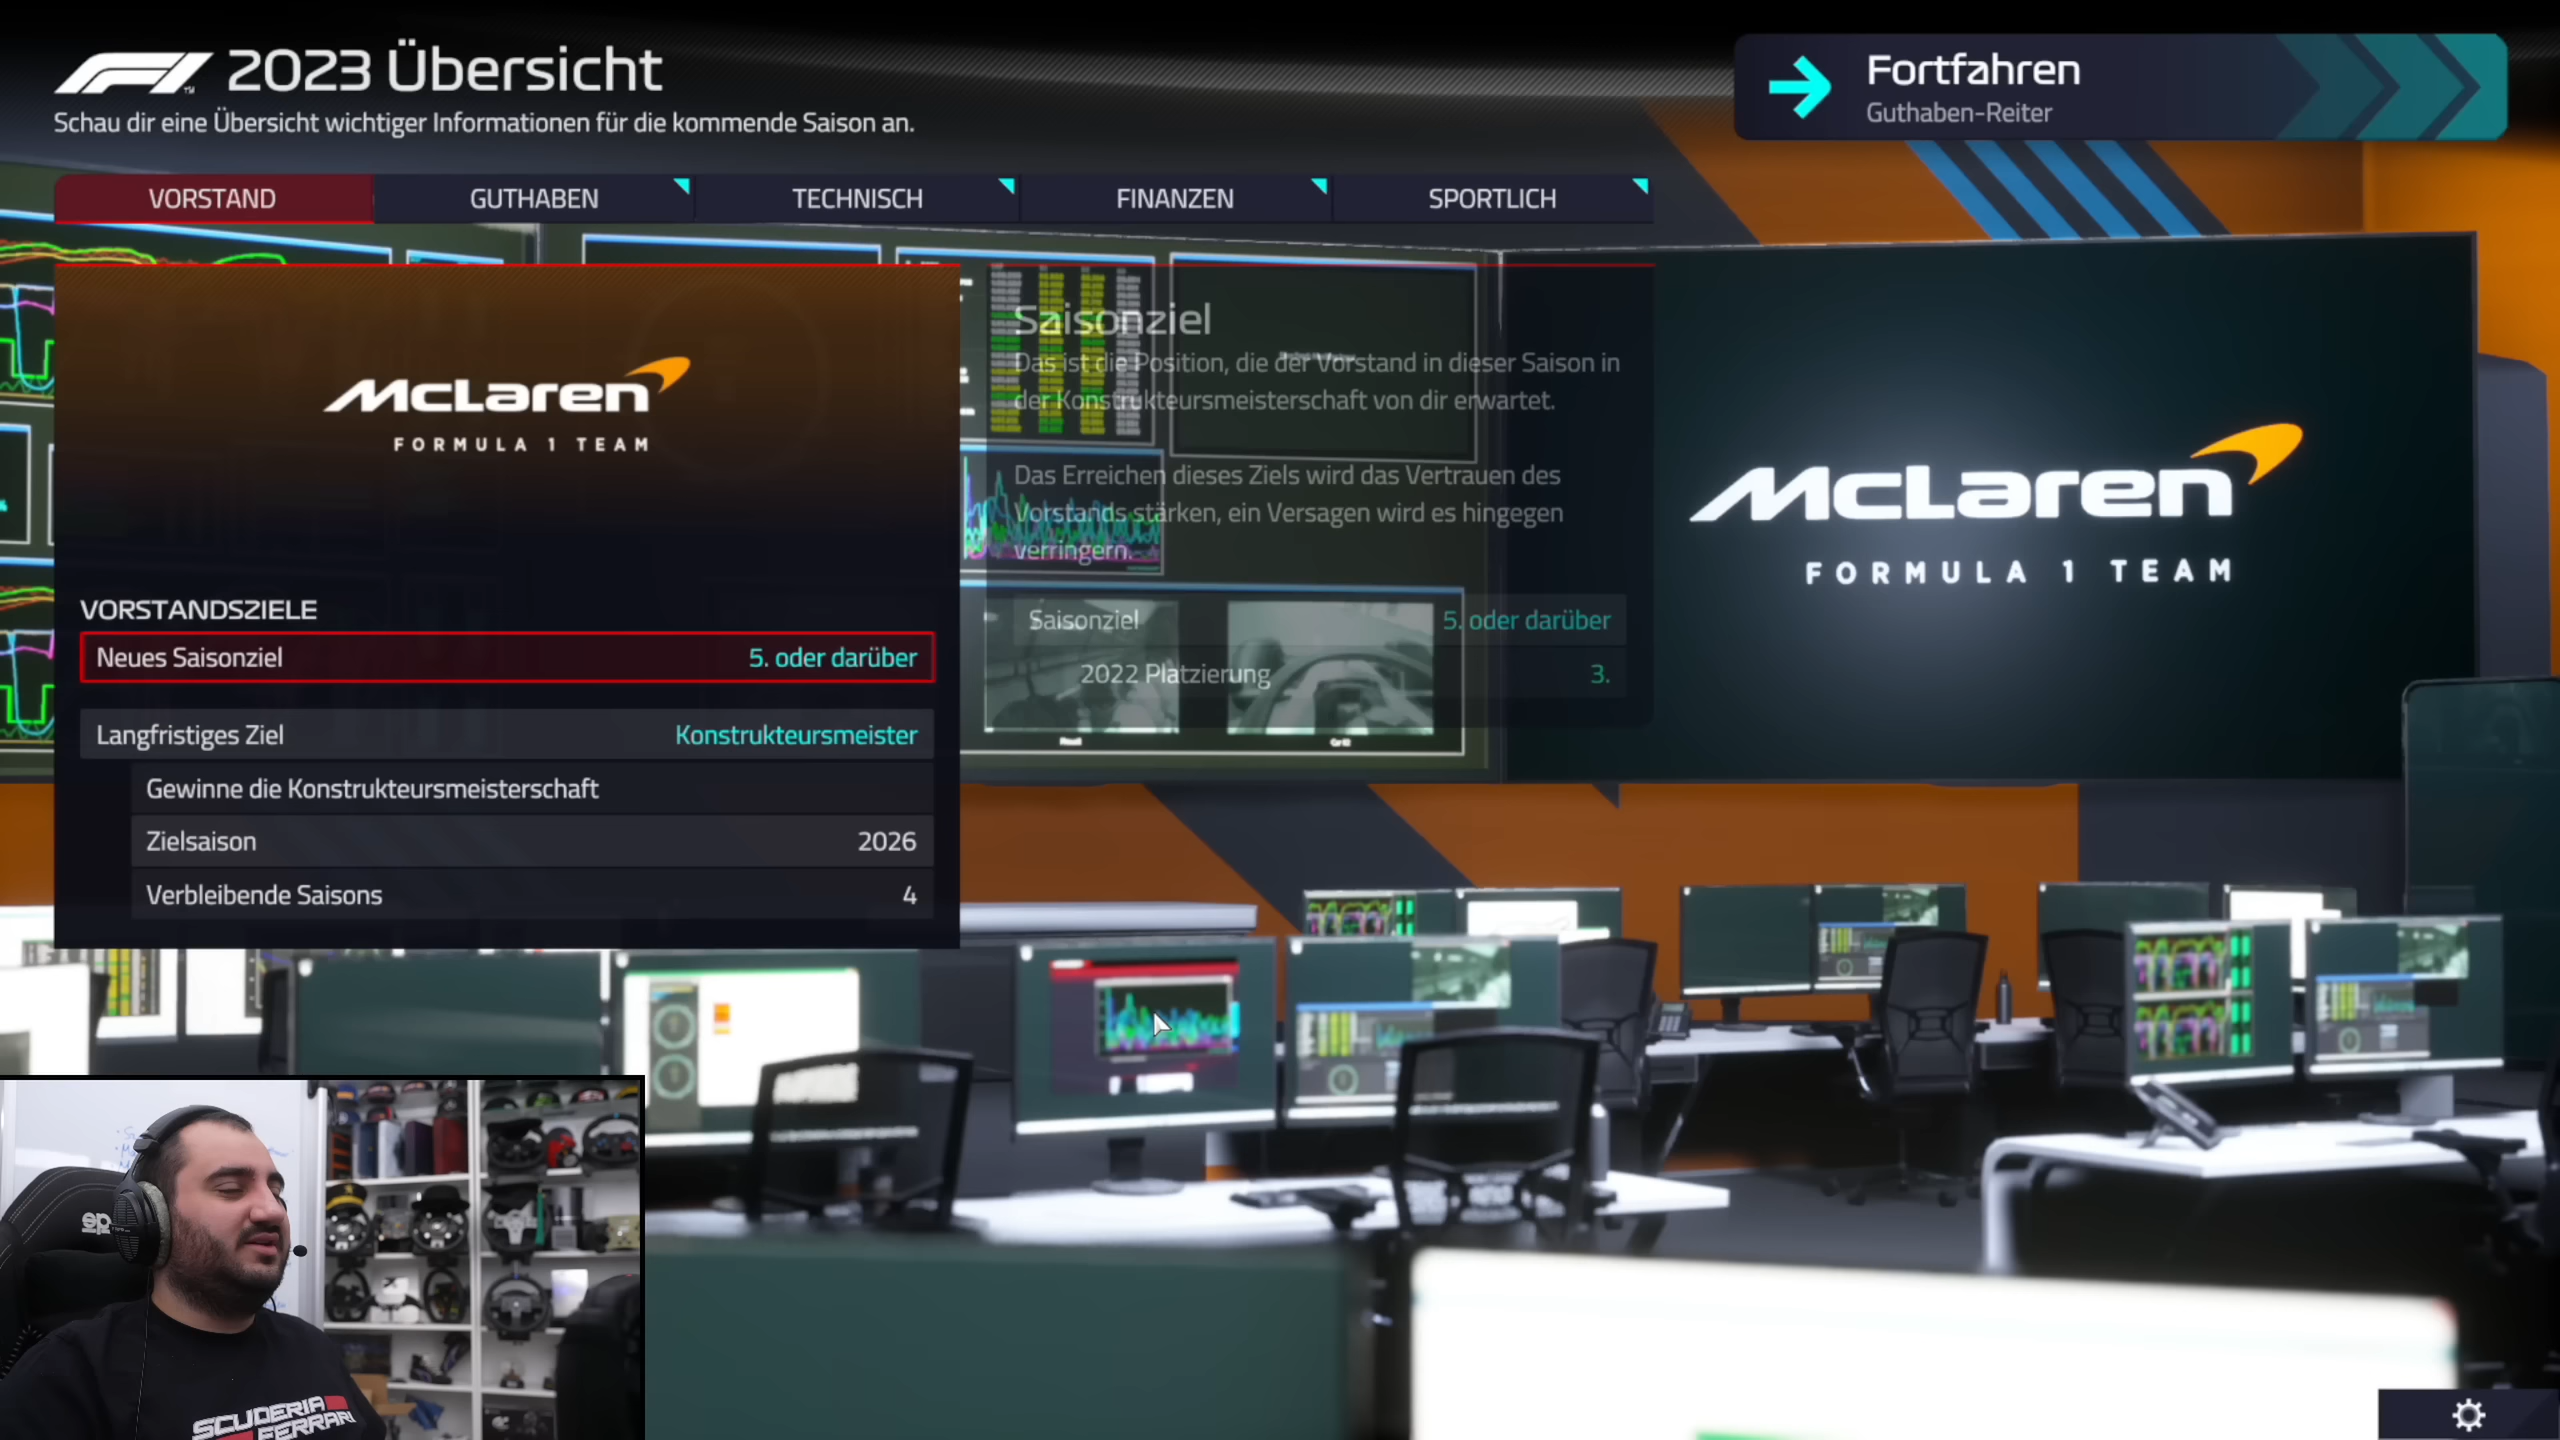 F1 2023 Übersicht
Schau dir eine Übersicht wichtiger Informationen für die kommende Saison an.
Fortfahren
Guthaben-Reiter
VORSTAND
GUTHABEN
TECHNISCH
FINANZEN
SPORTLICH
McLaren
FORMULA 1 TEAM
VORSTANDSZIELE
Neues Saisonziel 5. oder darüber
Langfristiges Ziel Konstrukteursmeister
Gewinne die Konstrukteursmeisterschaft
Zielsaison 2026
Verbleibende Saisons 4
Saisonziel
Das ist die Position, die der Vorstand in dieser Saison in
der Konstrukteursmeisterschaft von dir erwartet.
Das Erreichen dieses Ziels wird das Vertrauen des
Vorstands stärken, ein Versagen wird es hingegen
verringern.
Saisonziel 5. oder darüber
2022 Platzierung 3.
McLaren
FORMULA 1 TEAM
SCUDERIA
FERRARI